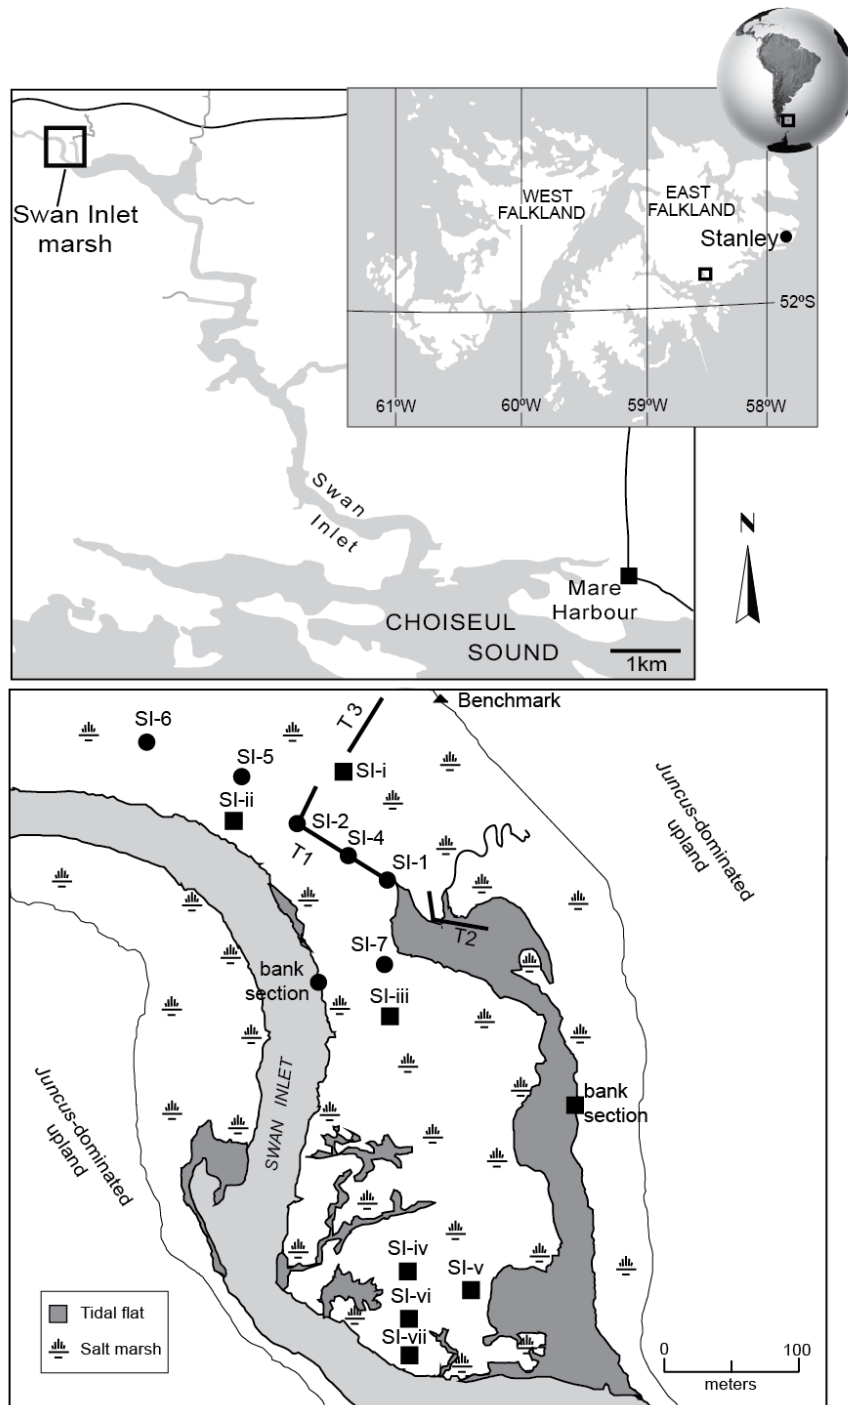 WEST
FALKLAND
EAST
FALKLAND
Stanley
52ºS
61ºW
60ºW
59ºW
58ºW
Swan Inlet
marsh
Swan
Inlet
N
Mare
Harbour
CHOISEUL
SOUND
1km
Benchmark
T3
SI-6
SI-5
SI-i
SI-ii
SI-2
SI-4
T1
SI-1
T2
SI-7
bank
section
SI-iii
Juncus-dominated
upland
bank
section
SWAN INLET
Juncus-dominated
upland
SI-iv
SI-v
SI-vi
SI-vii
Tidal flat
Salt marsh
0 100
meters